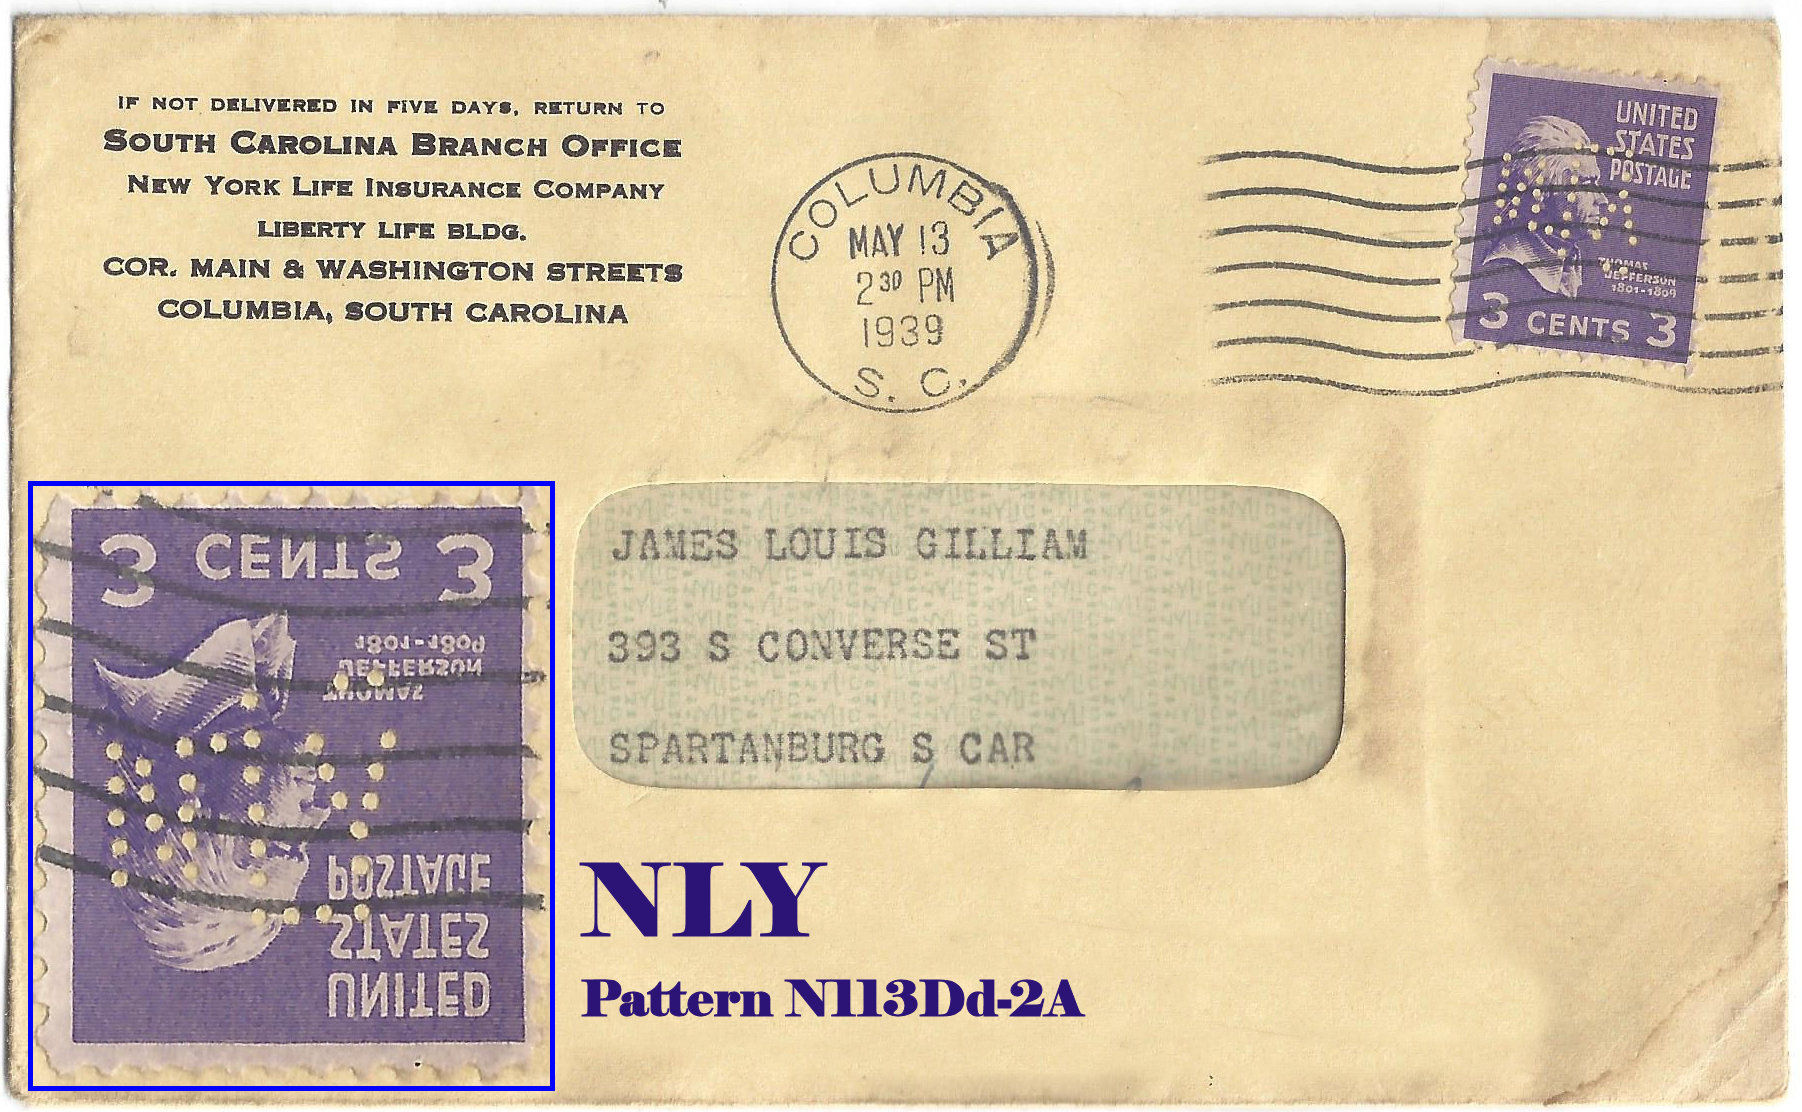 IF NOT DELIVERED IN FIVE DAYS, RETURN TO
SOUTH CAROLINA BRANCH OFFICE
NEW YORK LIFE INSURANCE COMPANY
LIBERTY LIFE BLDG.
COR. MAIN & WASHINGTON STREETS
COLUMBIA, SOUTH CAROLINA
COLUMBIA
MAY 13
2 30 PM
1939
S. C.
UNITED
STATES
POSTAGE
THOMAS
JEFFERSON
1801-1809
3 CENTS 3
JAMES LOUIS GILLIAM
393 S CONVERSE ST
SPARTANBURG S CAR
3 CENTS 3
1801-1809
JEFFERSON
THOMAS
POSTAGE
STATES
UNITED
NLY
Pattern N113Dd-2A